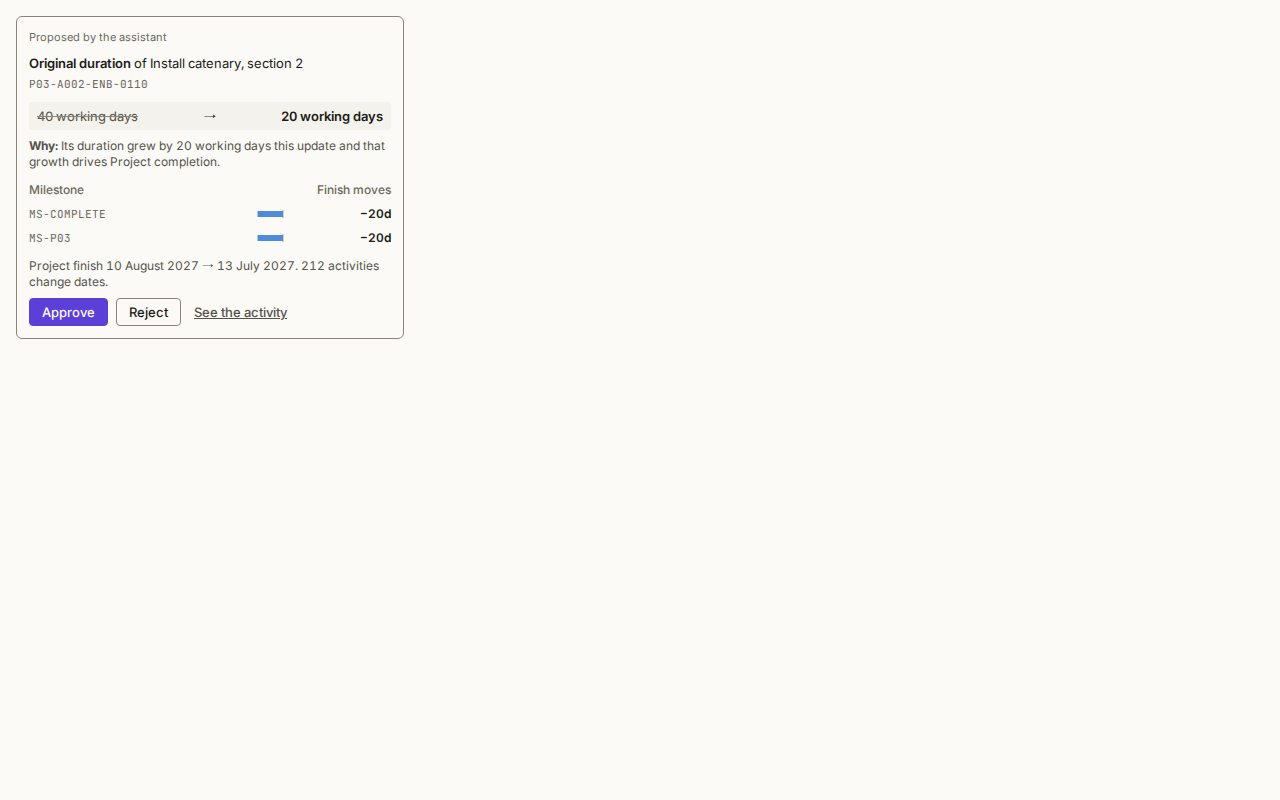 Proposed by the assistant
Original duration of Install catenary, section 2
P03-A002-ENB-0110
40 working days → 20 working days
Why: Its duration grew by 20 working days this update and that
growth drives Project completion.
Milestone Finish moves
MS-COMPLETE −20d
MS-P03 −20d
Project finish 10 August 2027 → 13 July 2027. 212 activities
change dates.
Approve Reject See the activity